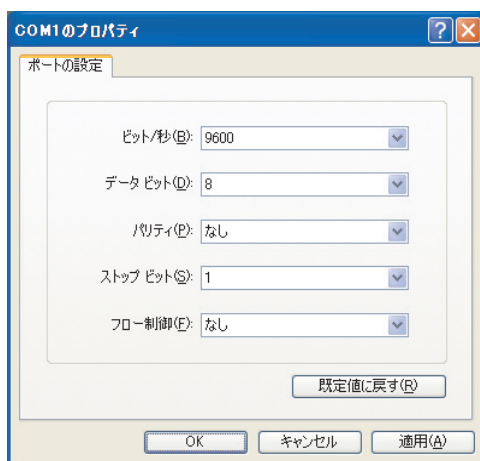 COM1のプロパティ
ポートの設定
ビット/秒(B): 9600
データ ビット(D): 8
パリティ(P): なし
ストップ ビット(S): 1
フロー制御(F): なし
既定値に戻す(R)
OK キャンセル 適用(A)